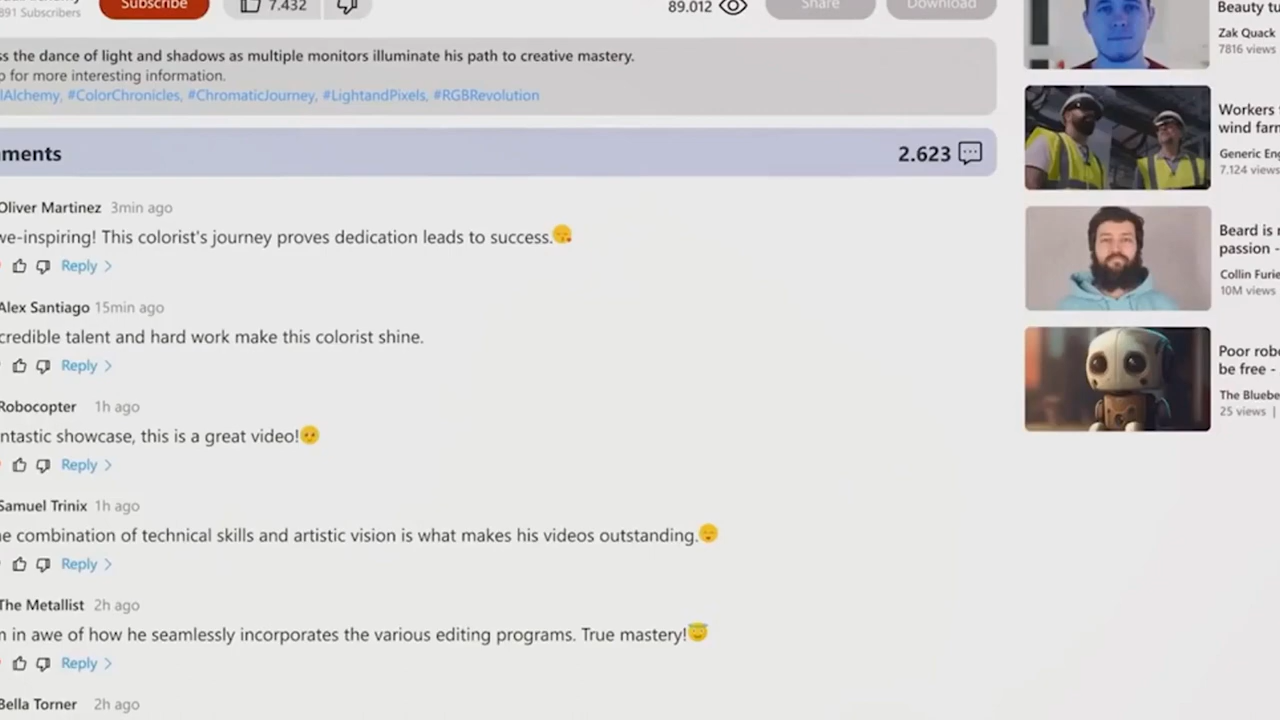 891 Subscribers
Subscribe
7.432
89.012
Share
Download
ss the dance of light and shadows as multiple monitors illuminate his path to creative mastery.
p for more interesting information.
lAlchemy, #ColorChronicles, #ChromaticJourney, #LightandPixels, #RGBRevolution
ments
2.623
Oliver Martinez 3min ago
we-inspiring! This colorist's journey proves dedication leads to success.
Reply >
Alex Santiago 15min ago
credible talent and hard work make this colorist shine.
Reply >
Robocopter 1h ago
ntastic showcase, this is a great video!
Reply >
Samuel Trinix 1h ago
he combination of technical skills and artistic vision is what makes his videos outstanding.
Reply >
The Metallist 2h ago
m in awe of how he seamlessly incorporates the various editing programs. True mastery!
Reply >
Bella Torner 2h ago
Beauty tu
Zak Quack
7816 views
Workers
wind farm
Generic Eng
7.124 views
Beard is
passion -
Collin Furie
10M views
Poor robo
be free -
The Bluebe
25 views |